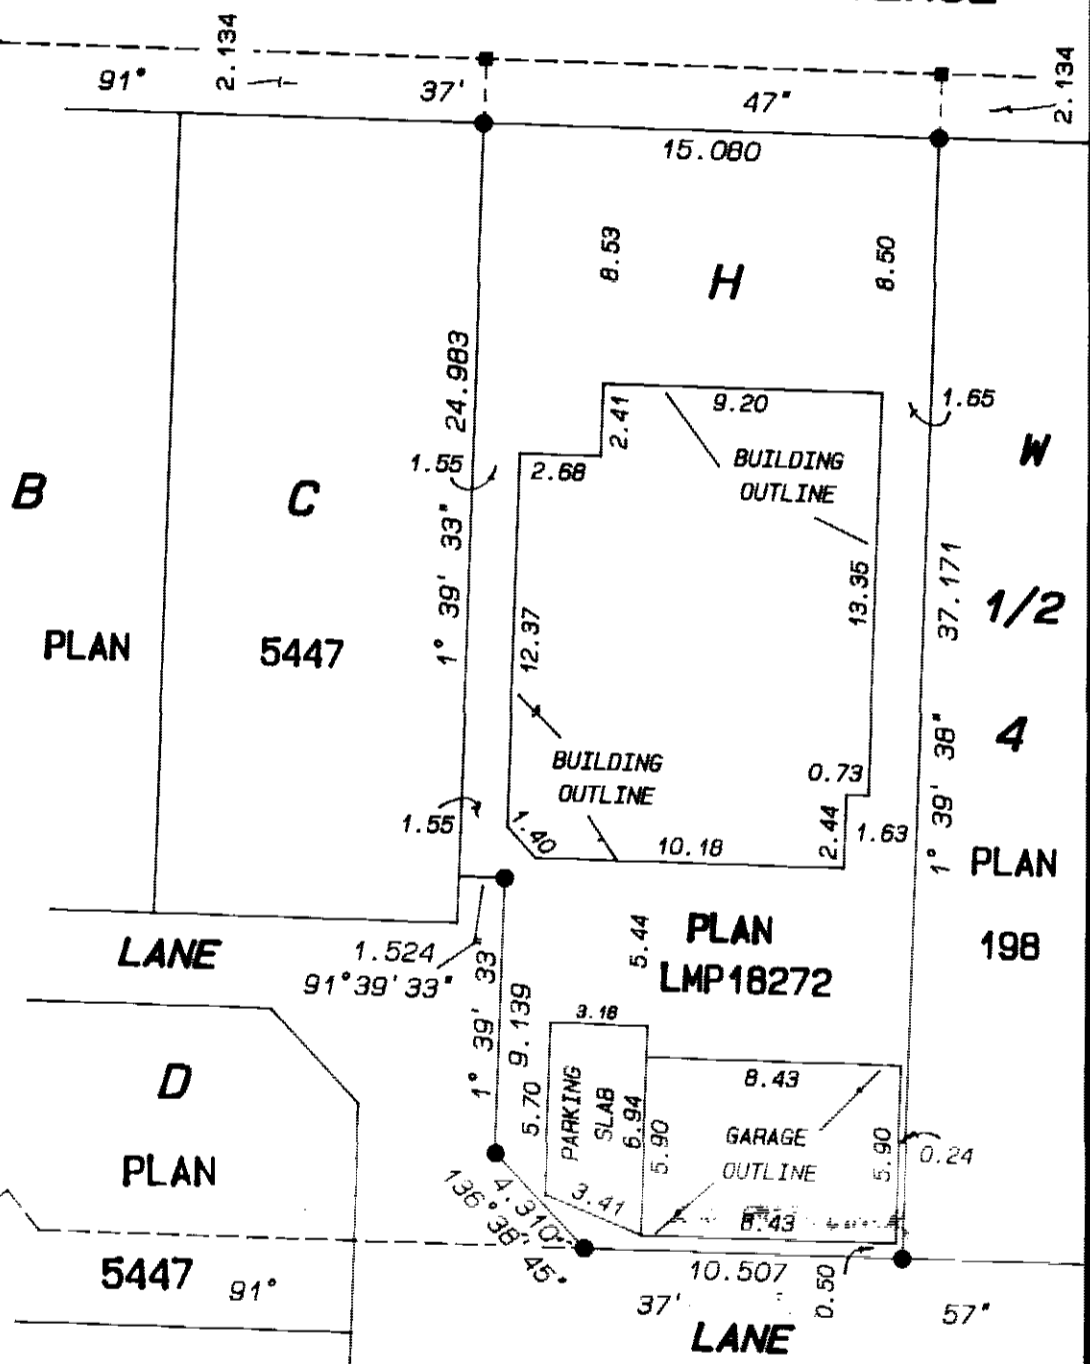 2.134
91°
37'
47"
2.134
15.080
8.53
H
8.50
24.983
2.41
9.20
1.65
1.55
2.68
BUILDING
OUTLINE
W
B
C
1° 39' 33"
13.35
37.171
1/2
PLAN
5447
12.37
4
BUILDING
OUTLINE
0.73
1° 39' 38"
1.55
1.40
10.18
2.44
1.63
PLAN
198
LANE
1.524
91°39'33"
5.44
PLAN
LMP18272
1° 39' 33"
9.139
3.18
D
PLAN
5.70
PARKING
SLAB
6.94
5.90
8.43
GARAGE
OUTLINE
5.90
0.24
4.310
136°38'45"
3.41
8.43
5447
91°
10.507
0.50
37'
57"
LANE